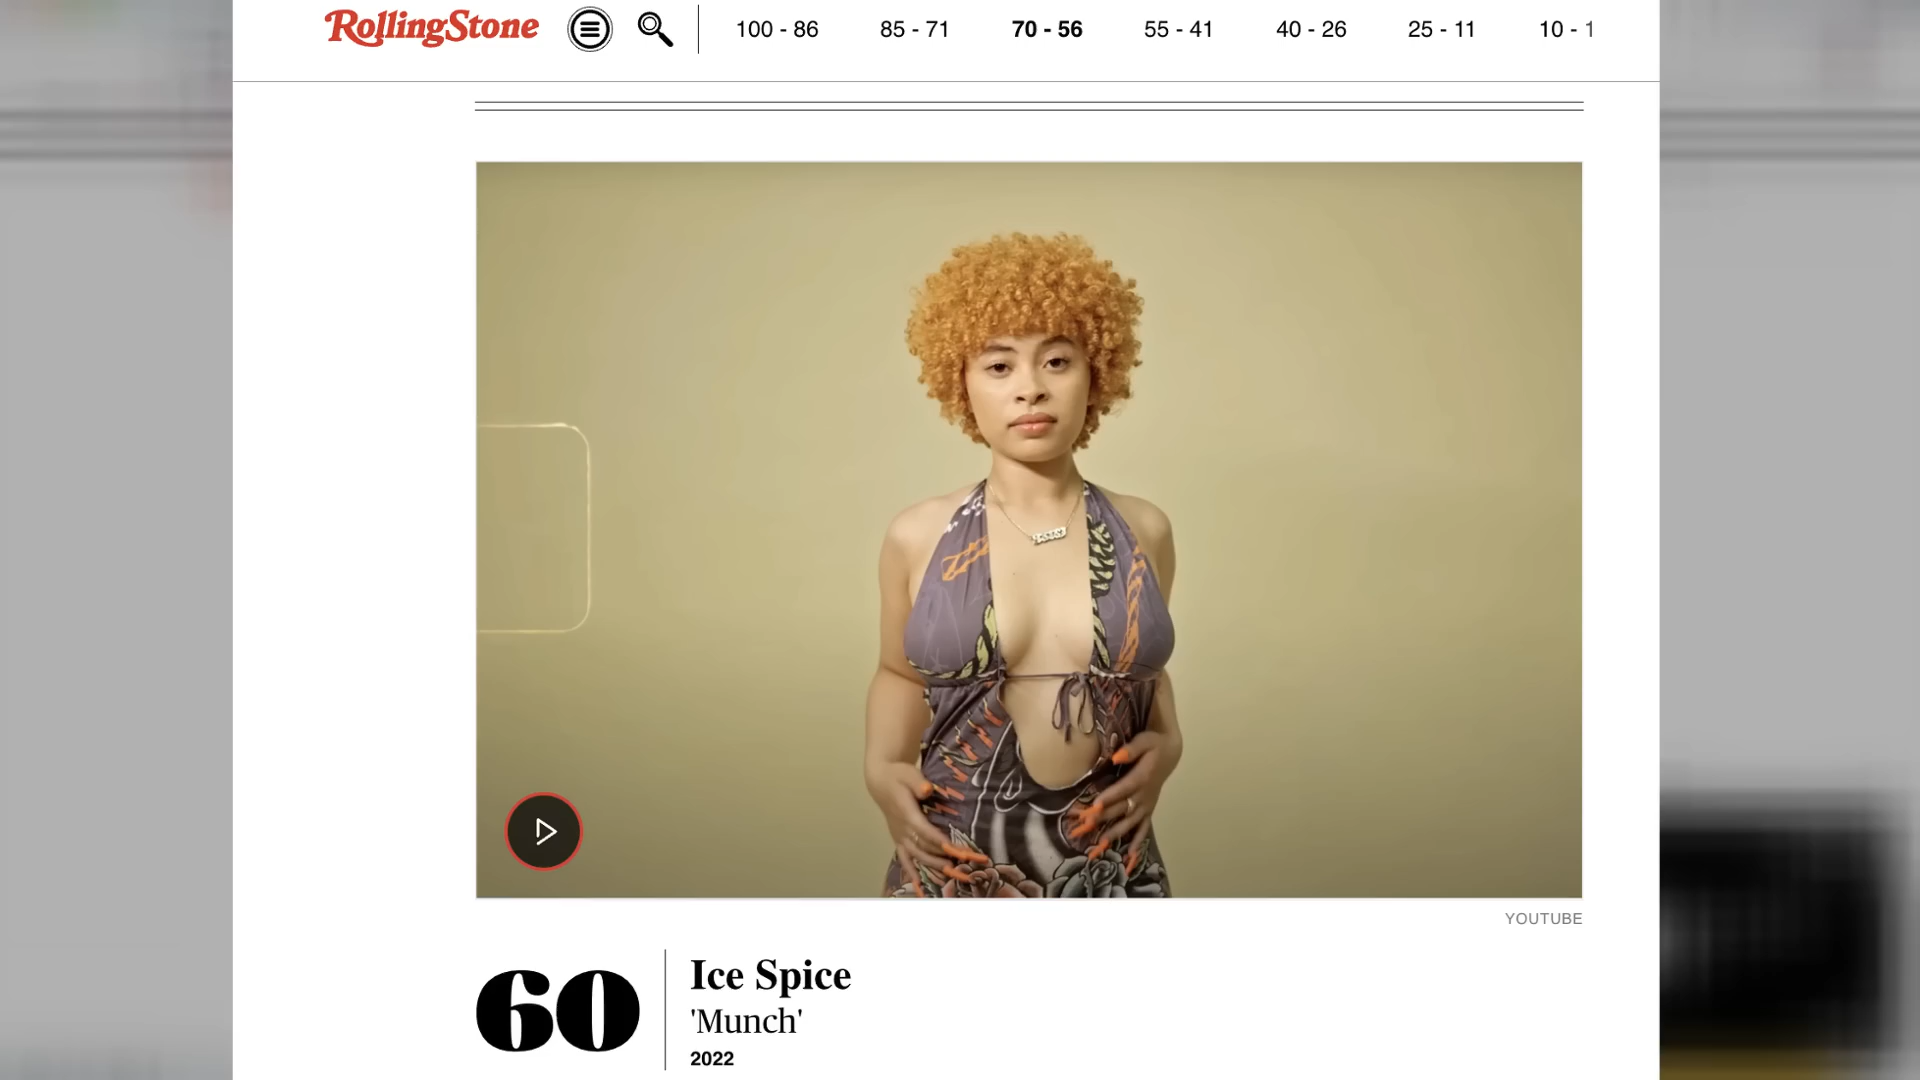 RollingStone
100 - 86
85 - 71
70 - 56
55 - 41
40 - 26
25 - 11
10 - 1
YOUTUBE
60
Ice Spice
'Munch'
2022